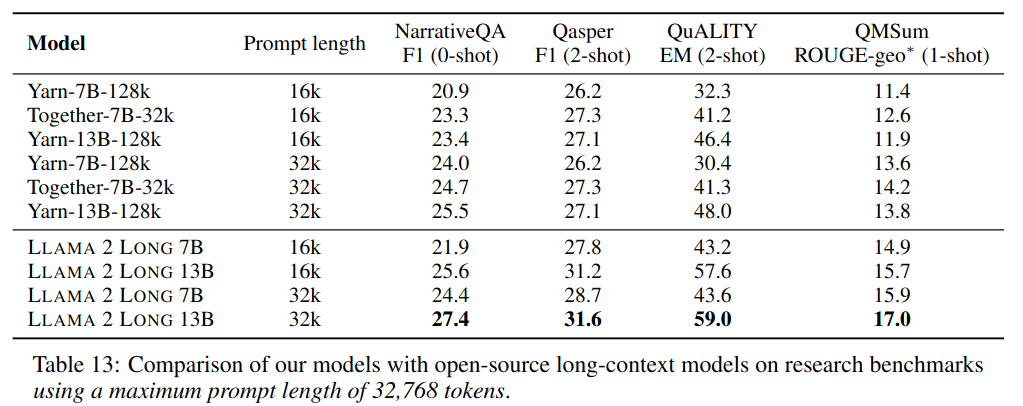 Model Prompt length NarrativeQA Qasper QuALITY QMSum
F1 (0-shot) F1 (2-shot) EM (2-shot) ROUGE-geo* (1-shot)
Yarn-7B-128k 16k 20.9 26.2 32.3 11.4
Together-7B-32k 16k 23.3 27.3 41.2 12.6
Yarn-13B-128k 16k 23.4 27.1 46.4 11.9
Yarn-7B-128k 32k 24.0 26.2 30.4 13.6
Together-7B-32k 32k 24.7 27.3 41.3 14.2
Yarn-13B-128k 32k 25.5 27.1 48.0 13.8
LLAMA 2 LONG 7B 16k 21.9 27.8 43.2 14.9
LLAMA 2 LONG 13B 16k 25.6 31.2 57.6 15.7
LLAMA 2 LONG 7B 32k 24.4 28.7 43.6 15.9
LLAMA 2 LONG 13B 32k 27.4 31.6 59.0 17.0
Table 13: Comparison of our models with open-source long-context models on research benchmarks
using a maximum prompt length of 32,768 tokens.